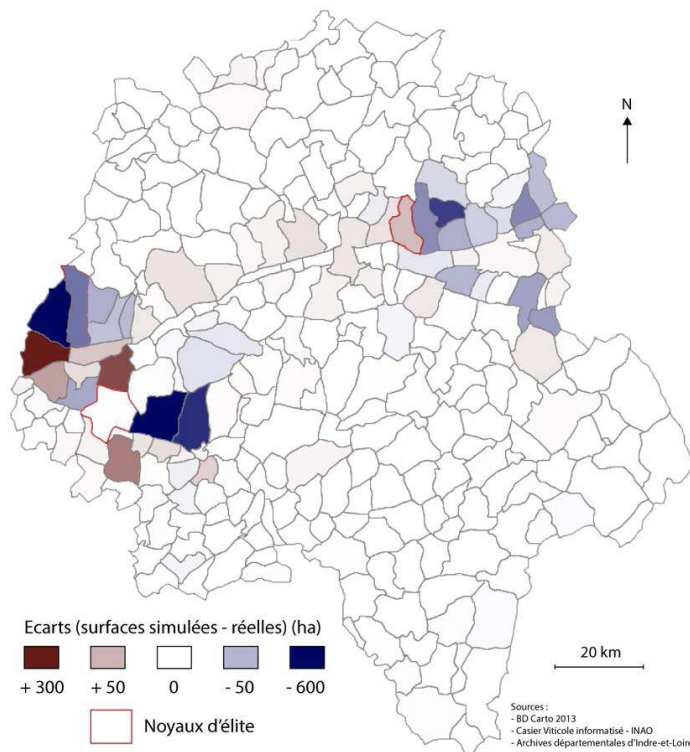 N
Ecarts (surfaces simulées - réelles) (ha)
+ 300 + 50 0 - 50 - 600
Noyaux d'élite
20 km
Sources :
- BD Carto 2013
- Casier Viticole informatisé - INAO
- Archives départementales d'Indre-et-Loire